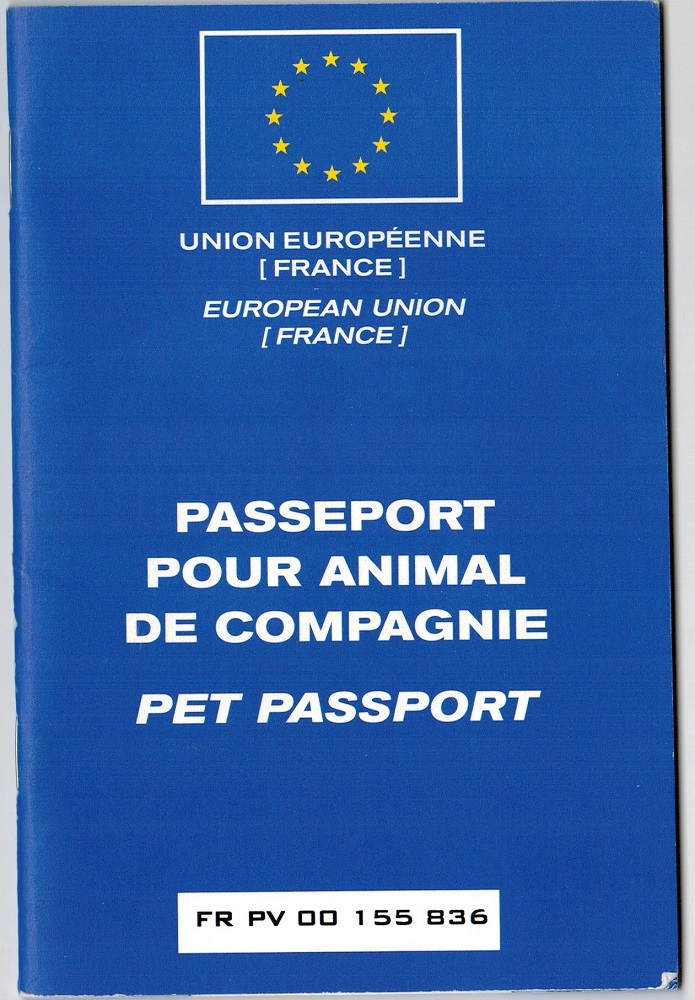 UNION EUROPÉENNE
[ FRANCE ]
EUROPEAN UNION
[ FRANCE ]
PASSEPORT
POUR ANIMAL
DE COMPAGNIE
PET PASSPORT
FR PV 00 155 836